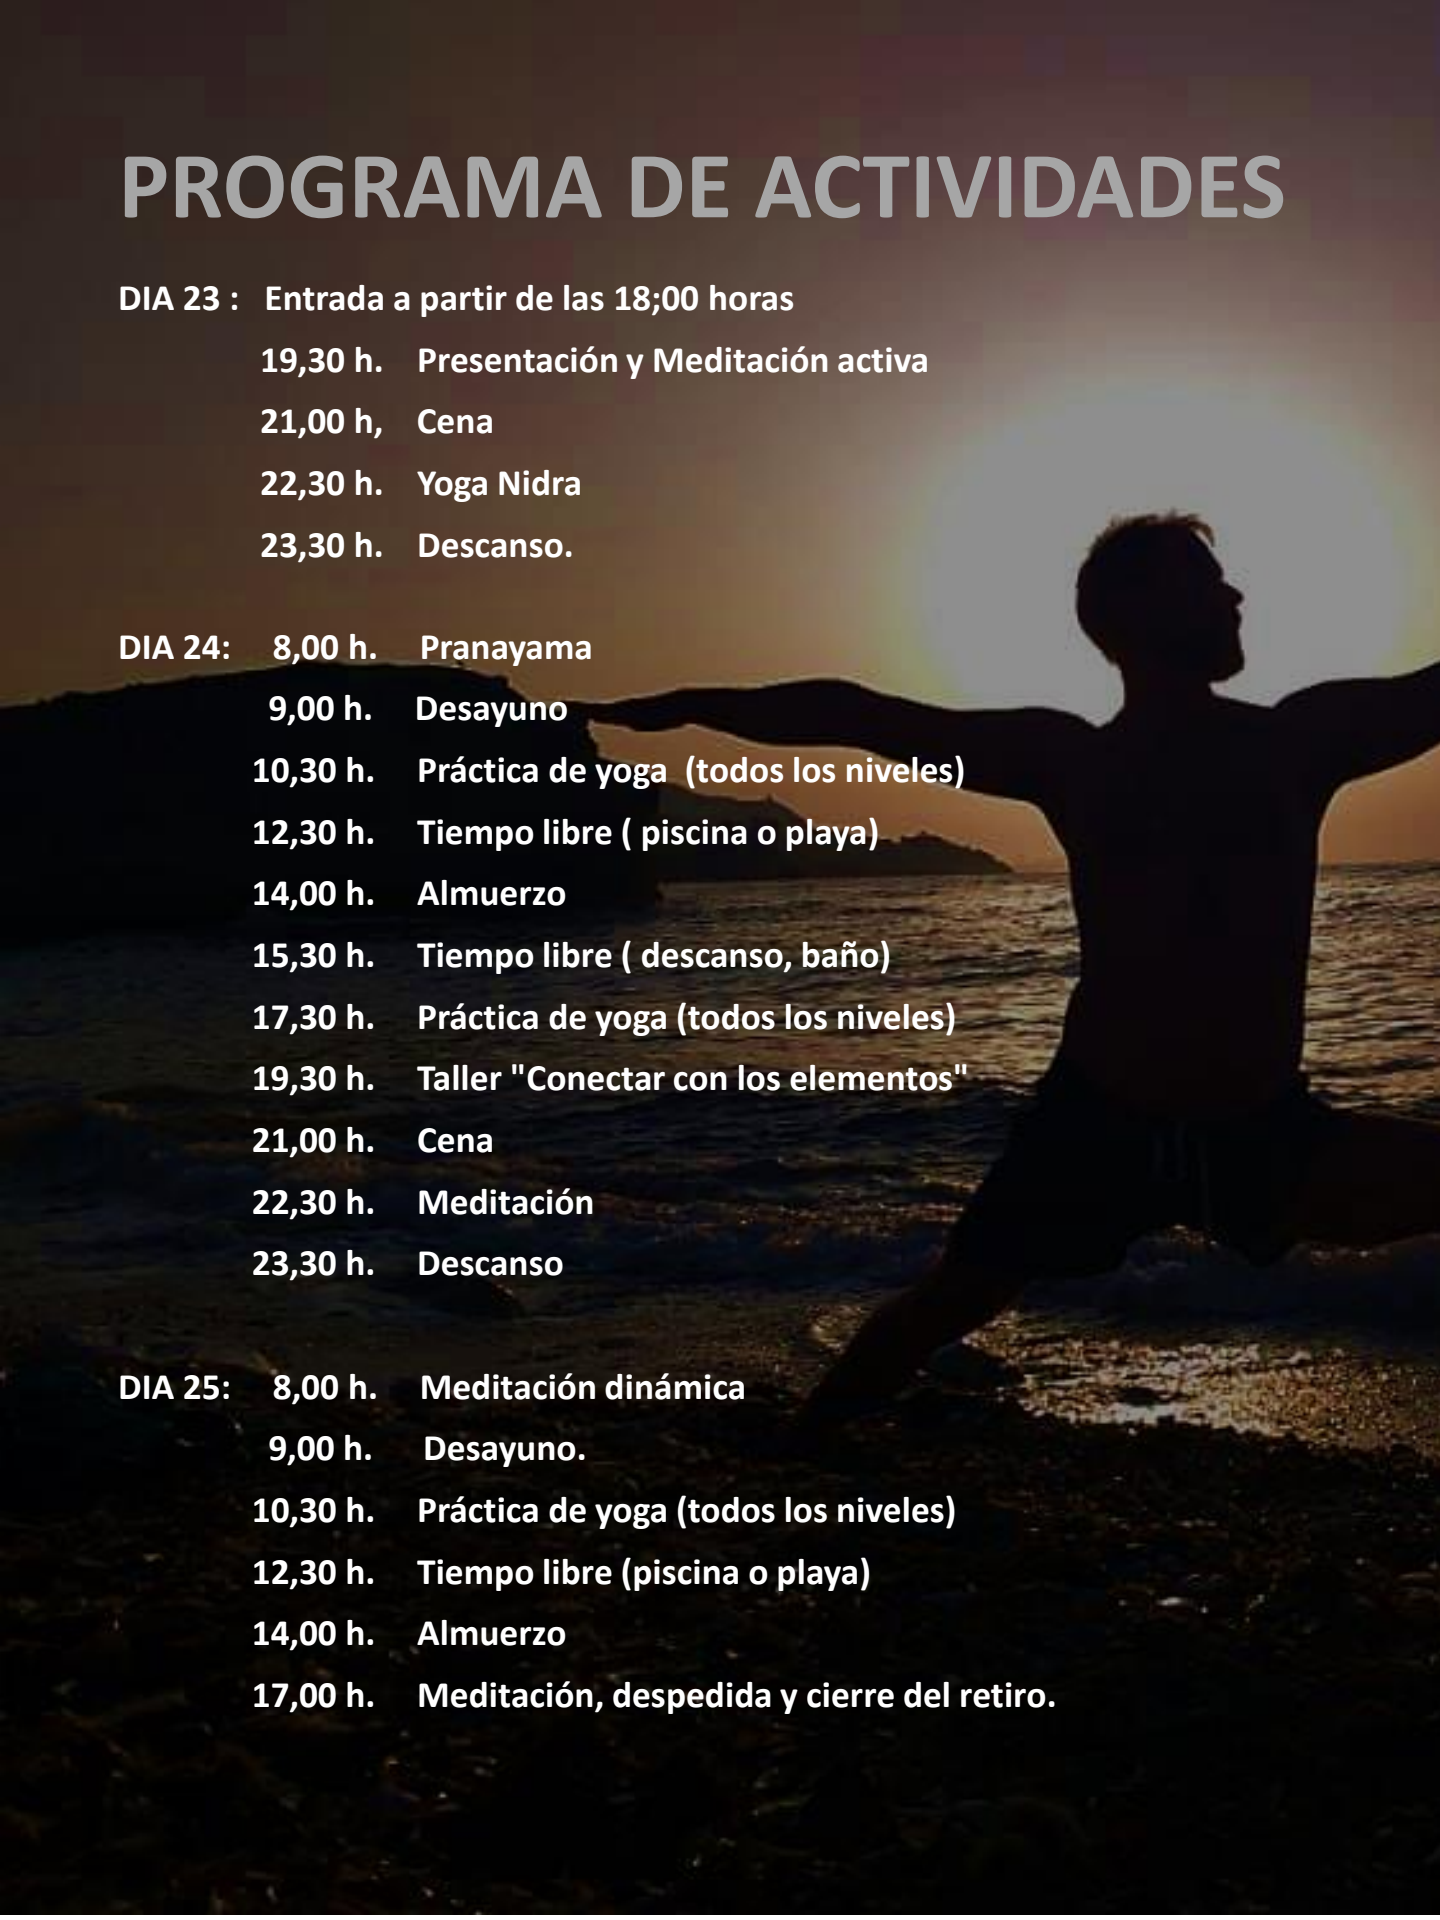 PROGRAMA DE ACTIVIDADES
DIA 23 : Entrada a partir de las 18;00 horas
19,30 h. Presentación y Meditación activa
21,00 h, Cena
22,30 h. Yoga Nidra
23,30 h. Descanso.
DIA 24: 8,00 h. Pranayama
9,00 h. Desayuno
10,30 h. Práctica de yoga (todos los niveles)
12,30 h. Tiempo libre ( piscina o playa)
14,00 h. Almuerzo
15,30 h. Tiempo libre ( descanso, baño)
17,30 h. Práctica de yoga (todos los niveles)
19,30 h. Taller "Conectar con los elementos"
21,00 h. Cena
22,30 h. Meditación
23,30 h. Descanso
DIA 25: 8,00 h. Meditación dinámica
9,00 h. Desayuno.
10,30 h. Práctica de yoga (todos los niveles)
12,30 h. Tiempo libre (piscina o playa)
14,00 h. Almuerzo
17,00 h. Meditación, despedida y cierre del retiro.